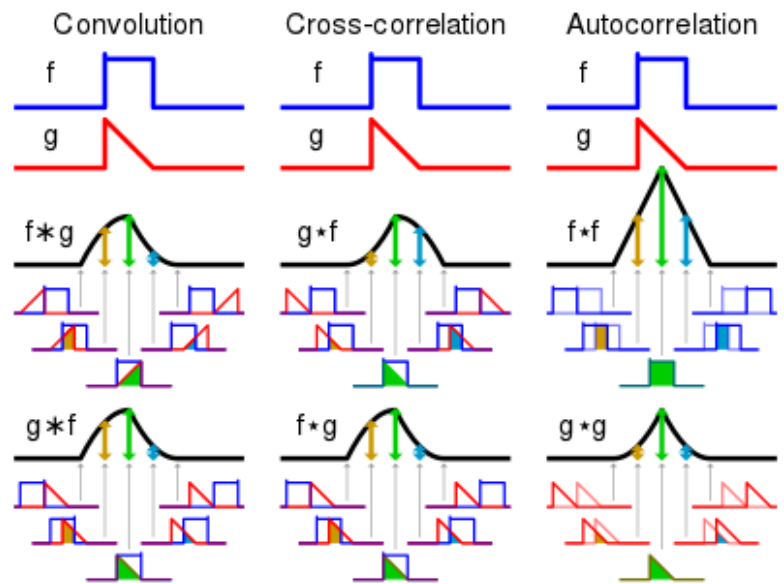 Convolution Cross-correlation Autocorrelation
f f f
g g g
f∗g g⋆f f⋆f
g∗f f⋆g g⋆g